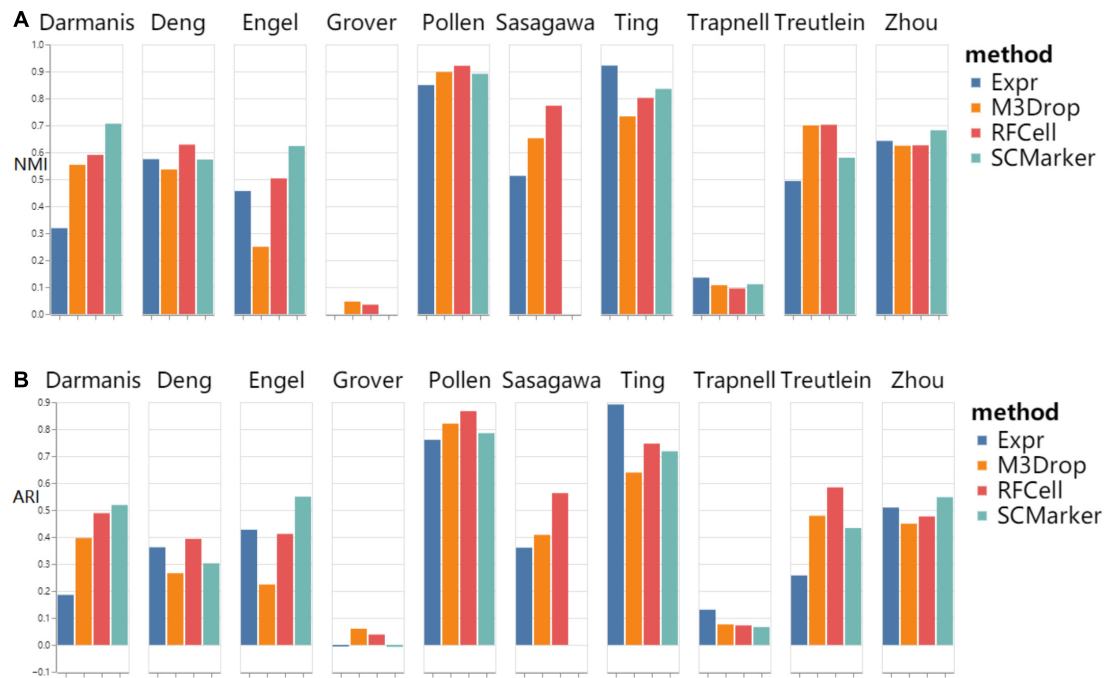 A
Darmanis Deng Engel Grover Pollen Sasagawa Ting Trapnell Treutlein Zhou
1.0
0.9
0.8
0.7
0.6
NMI
0.5
0.4
0.3
0.2
0.1
0.0
method
Expr
M3Drop
RFCell
SCMarker
B
Darmanis Deng Engel Grover Pollen Sasagawa Ting Trapnell Treutlein Zhou
0.9
0.8
0.7
0.6
ARI
0.5
0.4
0.3
0.2
0.1
0.0
−0.1
method
Expr
M3Drop
RFCell
SCMarker